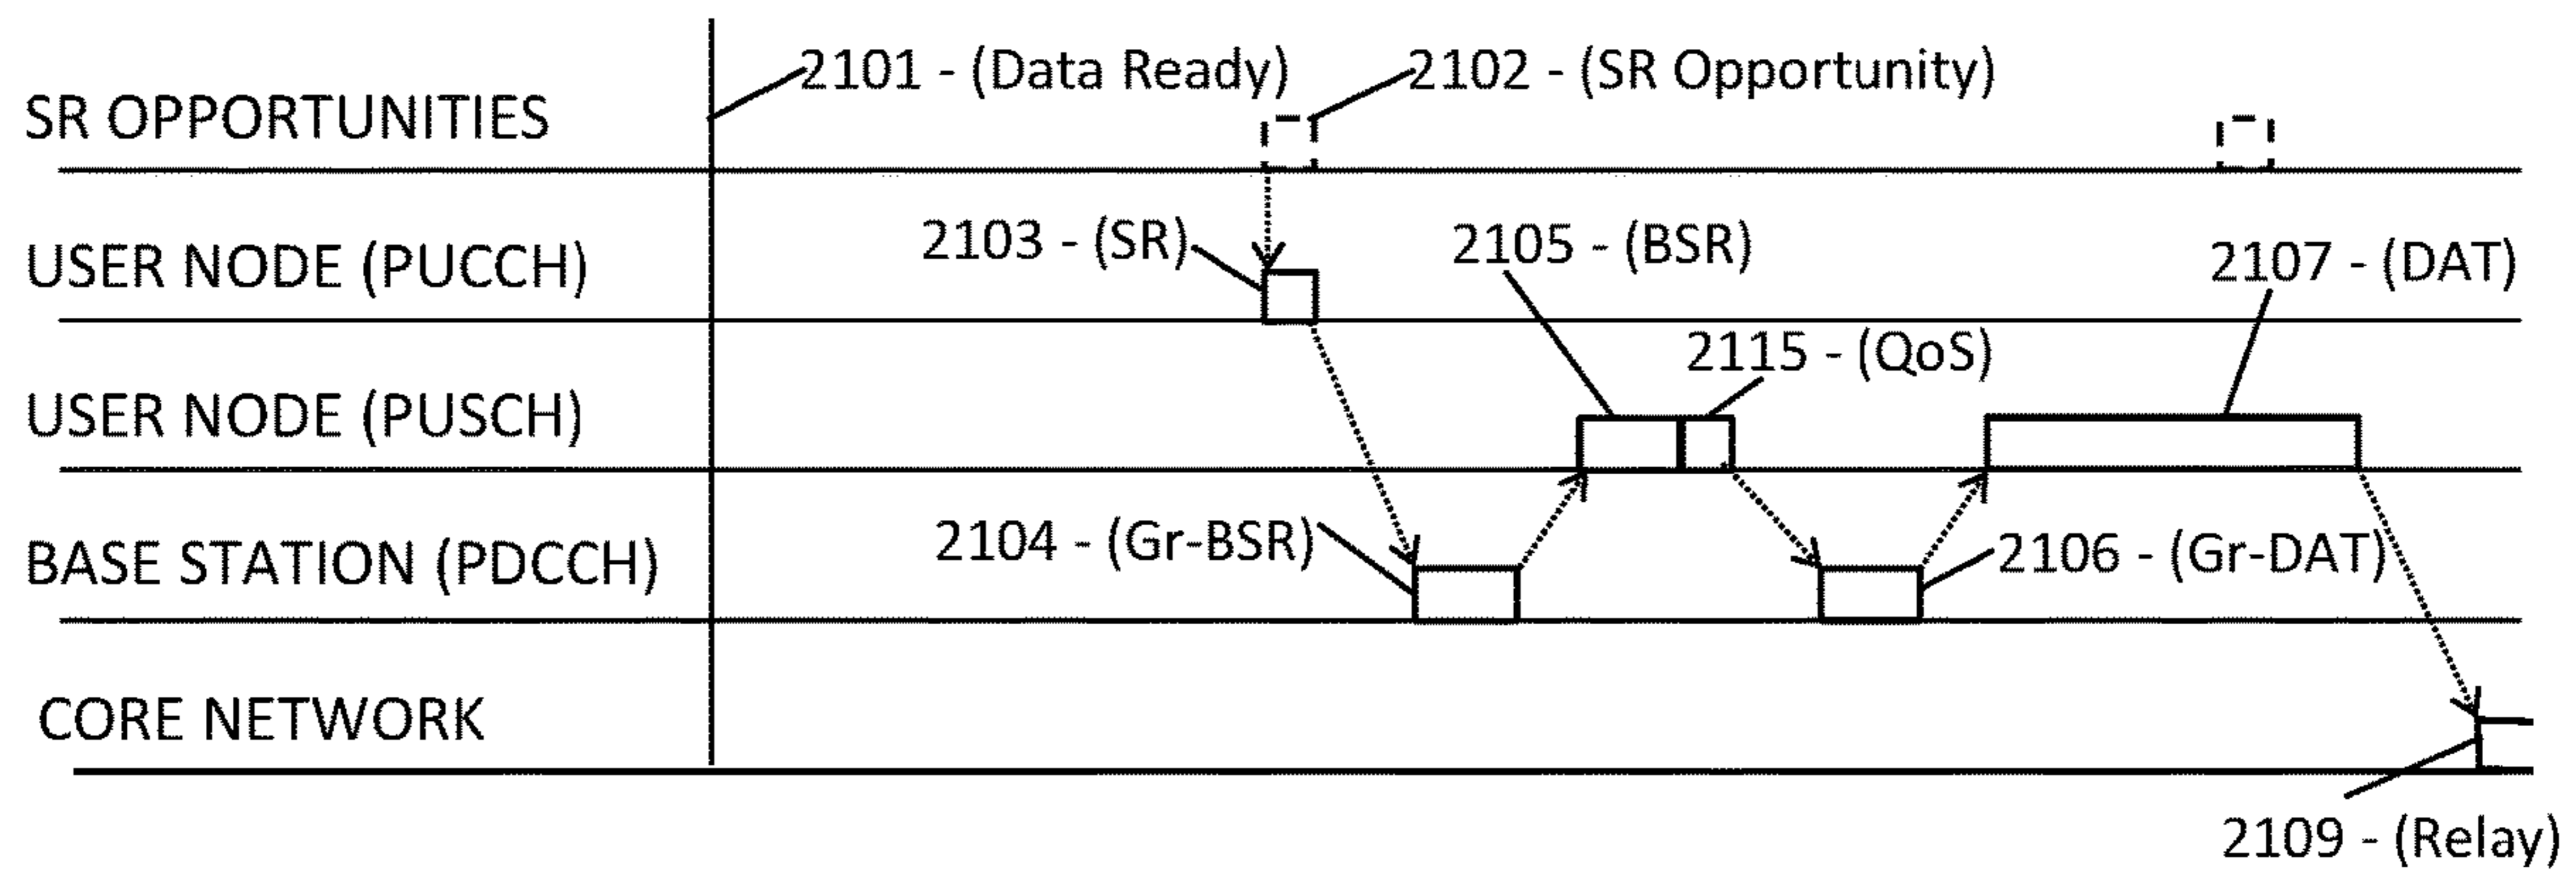 2101 - (Data Ready)
2102 - (SR Opportunity)
SR OPPORTUNITIES
2103 - (SR)
2105 - (BSR)
2107 - (DAT)
USER NODE (PUCCH)
2115 - (QoS)
USER NODE (PUSCH)
2104 - (Gr-BSR)
2106 - (Gr-DAT)
BASE STATION (PDCCH)
CORE NETWORK
2109 - (Relay)